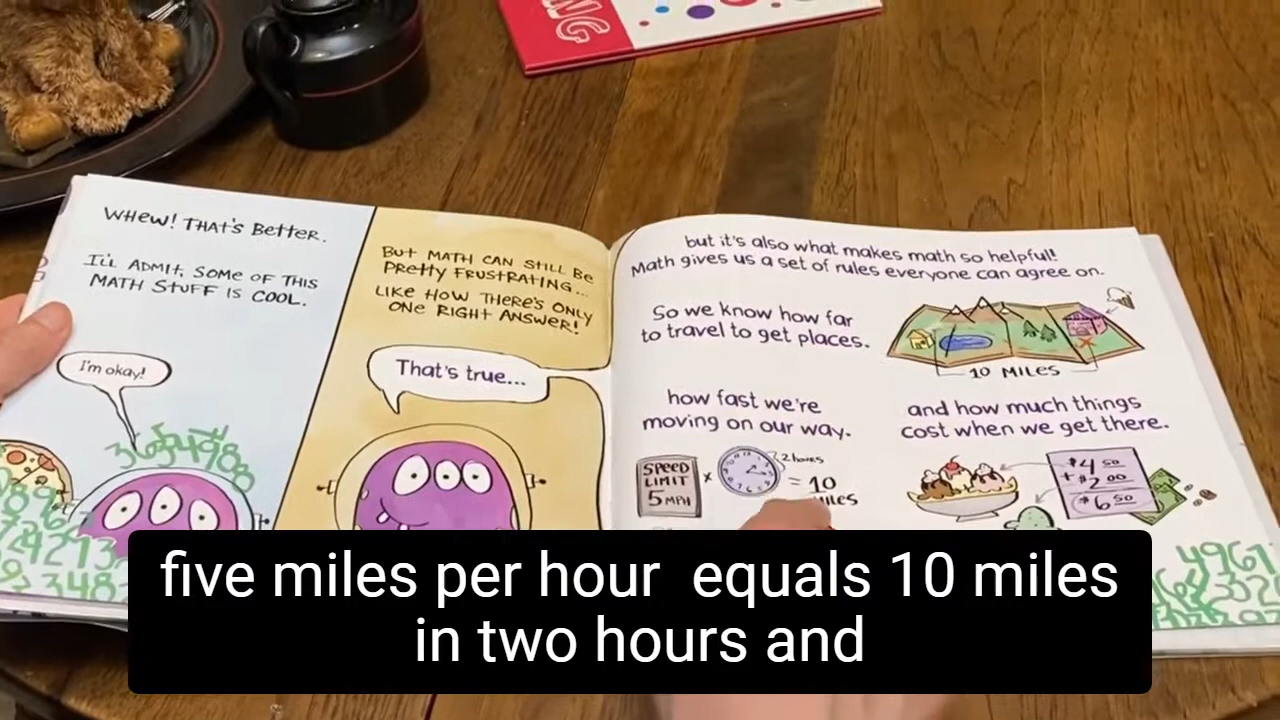 ING
WHEW! THAT'S BETTER.
I'LL ADMIT, SOME OF THIS
MATH STUFF IS COOL.
I'm okay!
BUT MATH CAN STILL BE
PRETTY FRUSTRATING...
LIKE HOW THERE'S ONLY
ONE RIGHT ANSWER!
That's true...
but it's also what makes math so helpful!
Math gives us a set of rules everyone can agree on.
So we know how far
to travel to get places.
10 MILES
how fast we're
moving on our way.
SPEED
LIMIT
5 MPH
x
2 hours
= 10
MILES
and how much things
cost when we get there.
$4 50
+ $2 00
$6 50
five miles per hour equals 10 miles
in two hours and